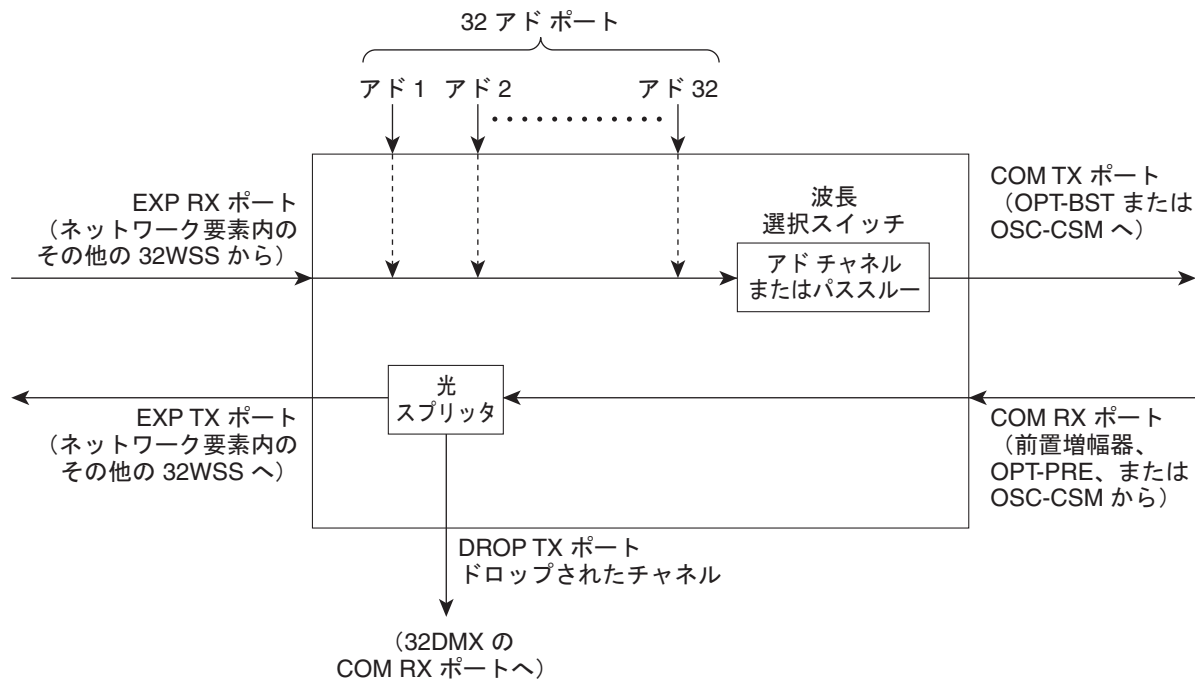 32 アド ポート
アド 1 アド 2 アド 32
EXP RX ポート
（ネットワーク要素内の
その他の 32WSS から）
波長
選択スイッチ
アド チャネル
またはパススルー
COM TX ポート
（OPT-BST または
OSC-CSM へ）
光
スプリッタ
EXP TX ポート
（ネットワーク要素内の
その他の 32WSS へ）
COM RX ポート
（前置増幅器、
OPT-PRE、または
OSC-CSM から）
DROP TX ポート
ドロップされたチャネル
（32DMX の
COM RX ポートへ）